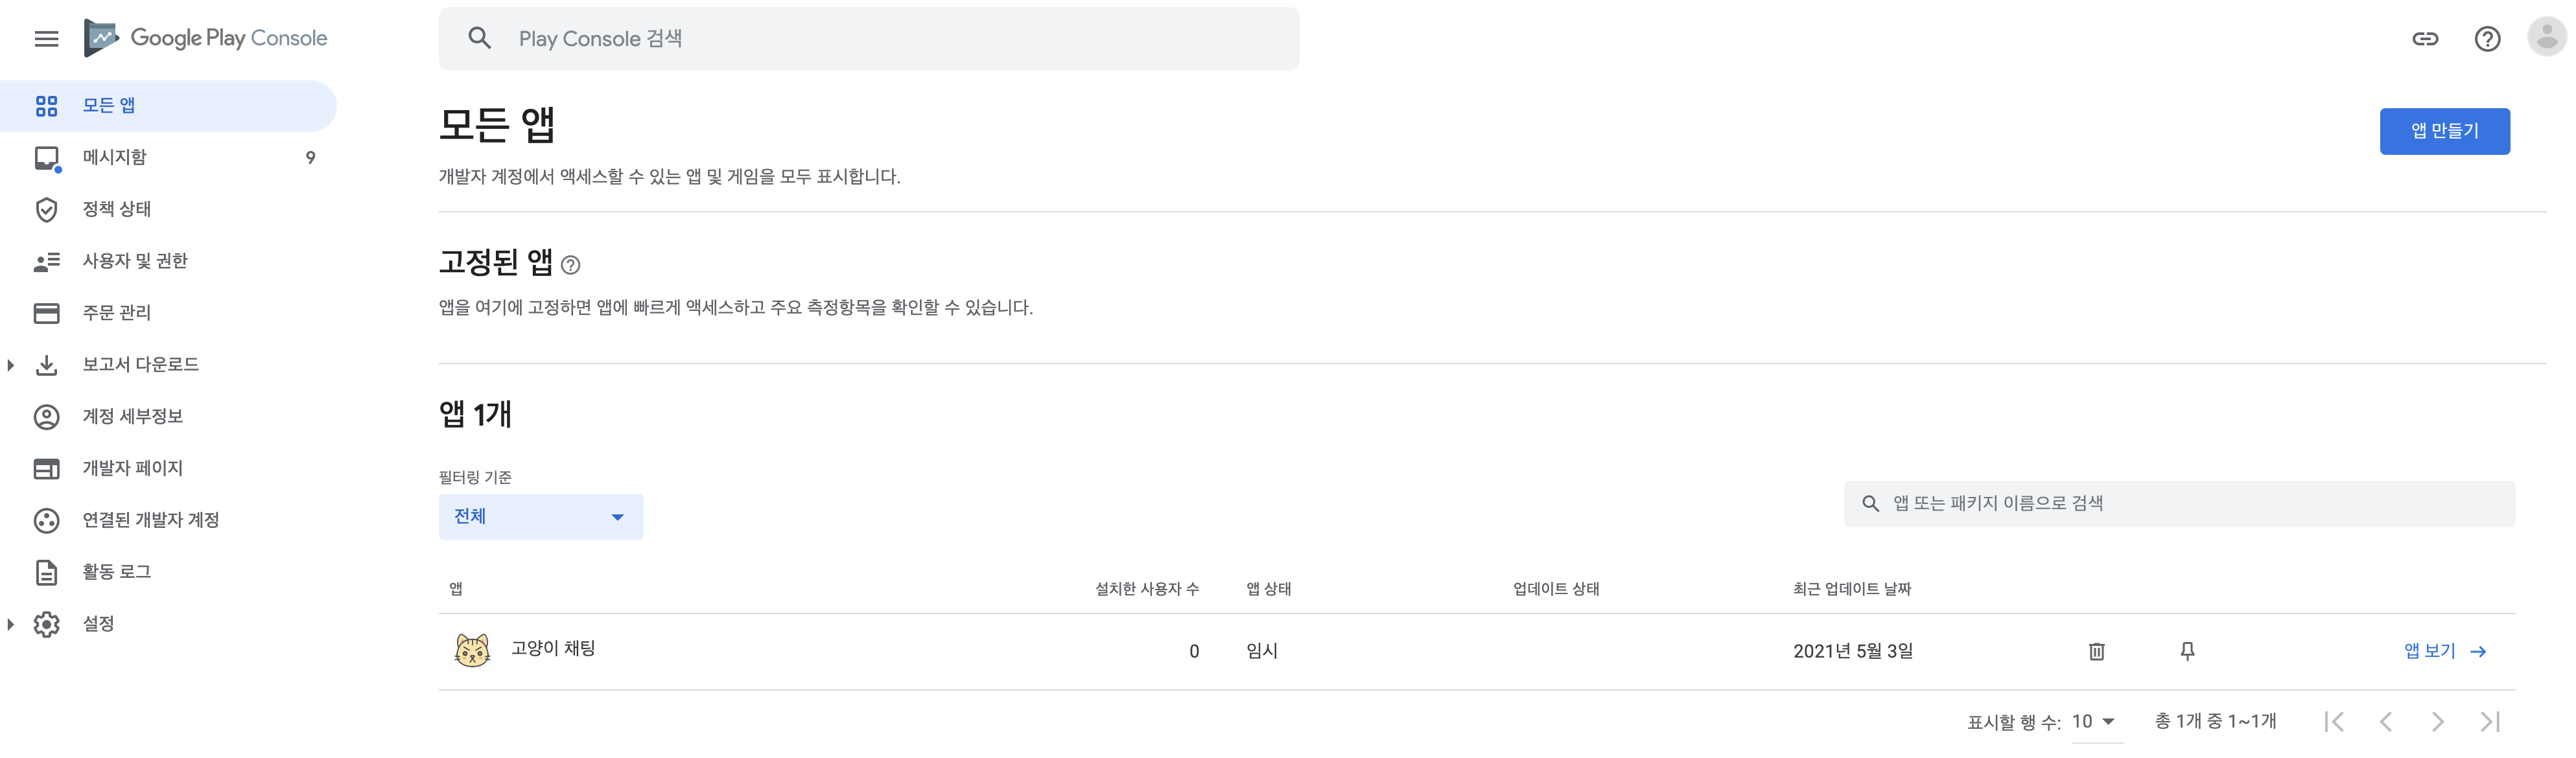 Google Play Console
Play Console 검색
모든 앱
메시지함 9
정책 상태
사용자 및 권한
주문 관리
보고서 다운로드
계정 세부정보
개발자 페이지
연결된 개발자 계정
활동 로그
설정
모든 앱
앱 만들기
개발자 계정에서 액세스할 수 있는 앱 및 게임을 모두 표시합니다.
고정된 앱
앱을 여기에 고정하면 앱에 빠르게 액세스하고 주요 측정항목을 확인할 수 있습니다.
앱 1개
필터링 기준
전체
앱 또는 패키지 이름으로 검색
앱 설치한 사용자 수 앱 상태 업데이트 상태 최근 업데이트 날짜
고양이 채팅 0 임시 2021년 5월 3일 앱 보기
표시할 행 수: 10 총 1개 중 1~1개